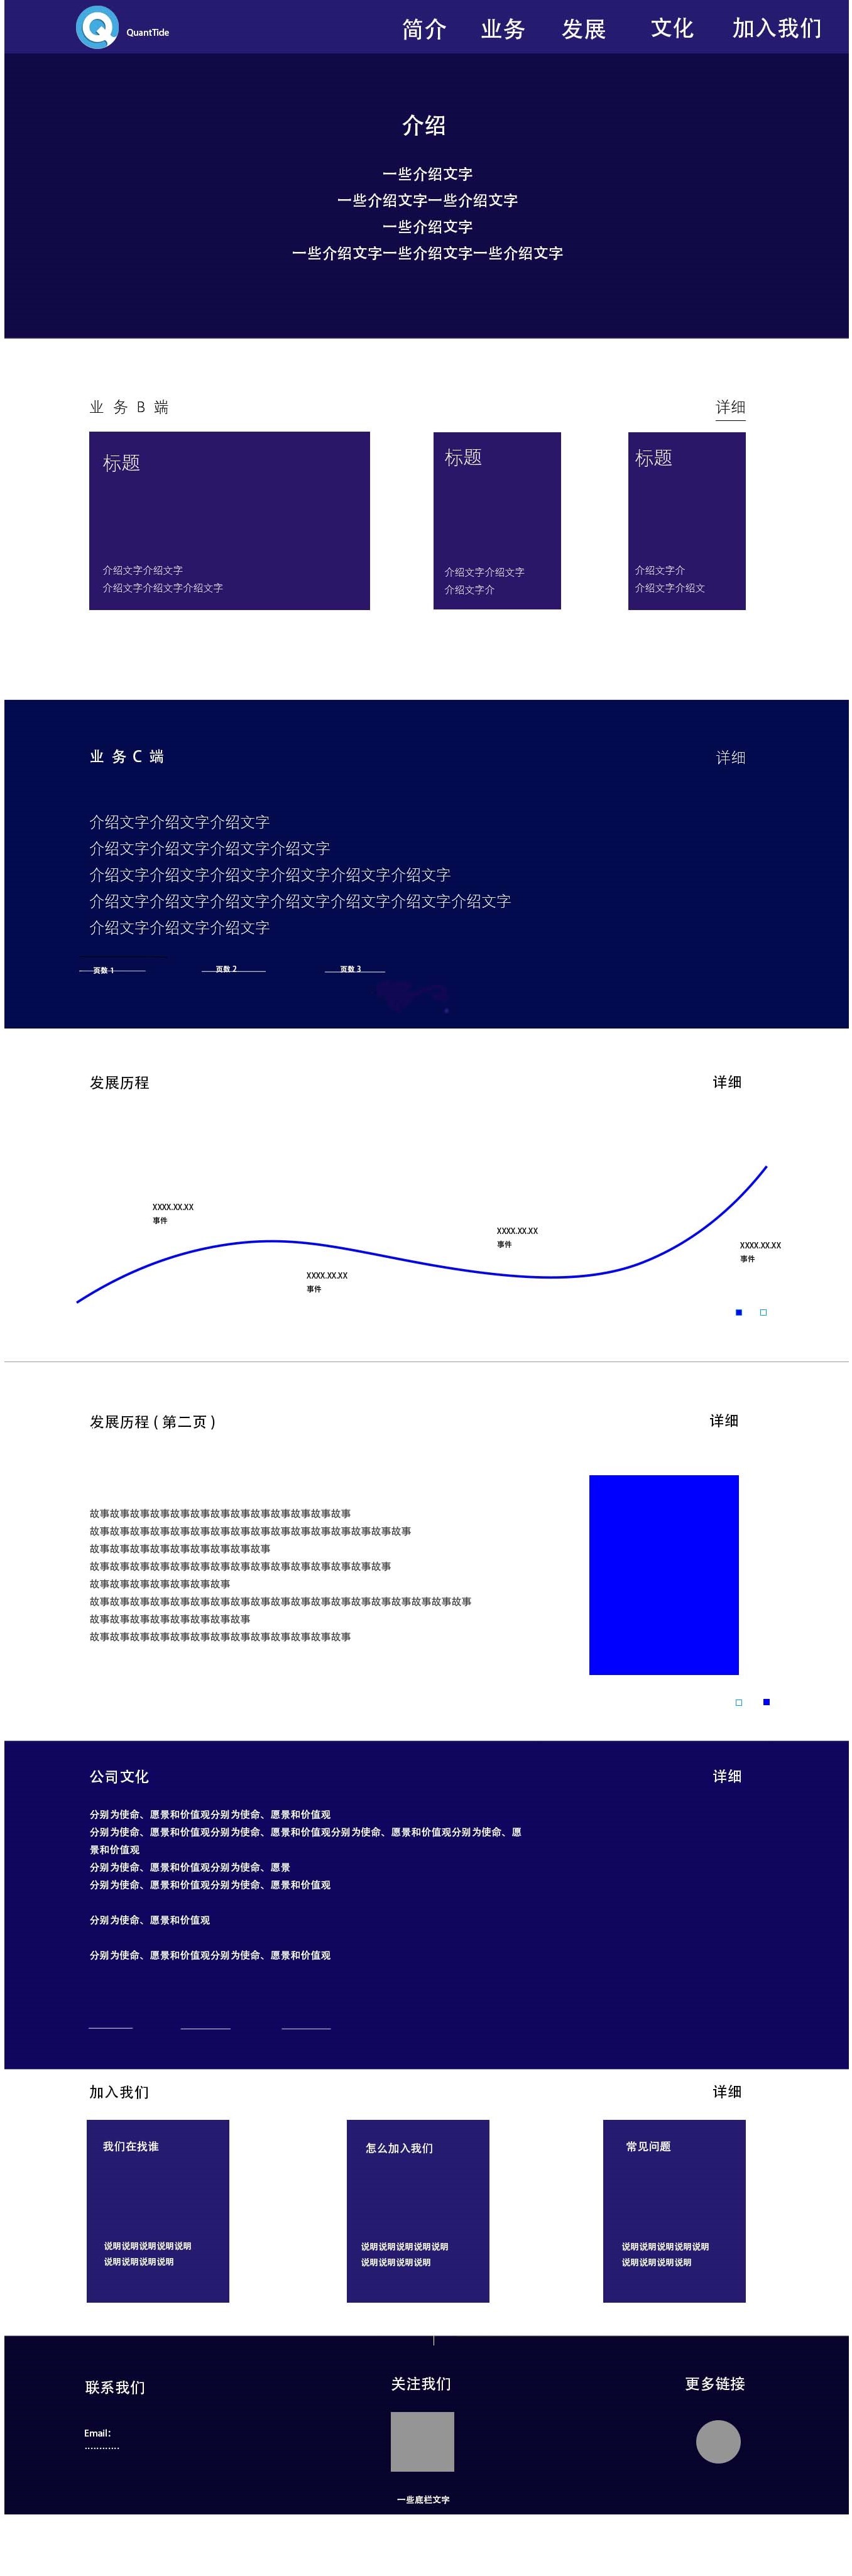 QuantTide
简介 业务 发展 文化 加入我们
介绍
一些介绍文字
一些介绍文字一些介绍文字
一些介绍文字
一些介绍文字一些介绍文字一些介绍文字
业 务 B 端
详细
标题
介绍文字介绍文字
介绍文字介绍文字介绍文字
标题
介绍文字介绍文字
介绍文字介
标题
介绍文字介
介绍文字介绍文
业 务 C 端
详细
介绍文字介绍文字介绍文字
介绍文字介绍文字介绍文字介绍文字
介绍文字介绍文字介绍文字介绍文字介绍文字介绍文字
介绍文字介绍文字介绍文字介绍文字介绍文字介绍文字介绍文字
介绍文字介绍文字介绍文字
页数 1
页数 2
页数 3
发展历程
详细
XXXX.XX.XX
事件
XXXX.XX.XX
事件
XXXX.XX.XX
事件
XXXX.XX.XX
事件
发展历程 ( 第二页 )
详细
故事故事故事故事故事故事故事故事故事故事故事故事故事
故事故事故事故事故事故事故事故事故事故事故事故事故事故事故事故事
故事故事故事故事故事故事故事故事故事
故事故事故事故事故事故事故事故事故事故事故事故事故事故事故事
故事故事故事故事故事故事故事
故事故事故事故事故事故事故事故事故事故事故事故事故事故事故事故事故事故事故事
故事故事故事故事故事故事故事故事
故事故事故事故事故事故事故事故事故事故事故事故事故事
公司文化
详细
分别为使命、愿景和价值观分别为使命、愿景和价值观
分别为使命、愿景和价值观分别为使命、愿景和价值观分别为使命、愿景和价值观分别为使命、愿
景和价值观
分别为使命、愿景和价值观分别为使命、愿景
分别为使命、愿景和价值观分别为使命、愿景和价值观
分别为使命、愿景和价值观
分别为使命、愿景和价值观分别为使命、愿景和价值观
加入我们
详细
我们在找谁
说明说明说明说明说明
说明说明说明说明
怎么加入我们
说明说明说明说明说明
说明说明说明说明
常见问题
说明说明说明说明说明
说明说明说明说明
联系我们
Email：
............
关注我们
一些底栏文字
更多链接